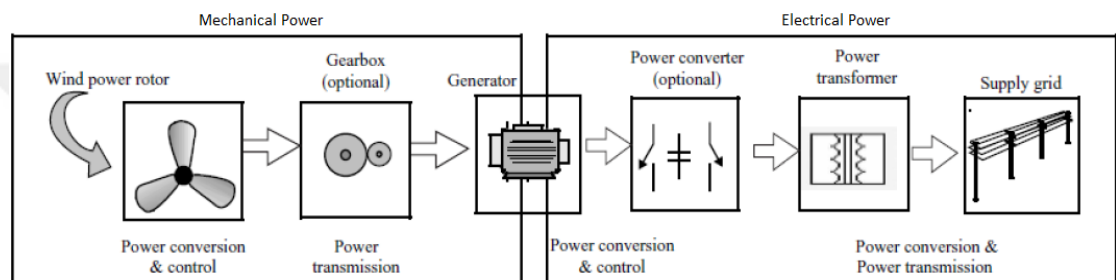 Mechanical Power
Electrical Power
Wind power rotor
Gearbox
(optional)
Generator
Power converter
(optional)
Power
transformer
Supply grid
Power conversion
& control
Power
transmission
Power conversion
& control
Power conversion &
Power transmission